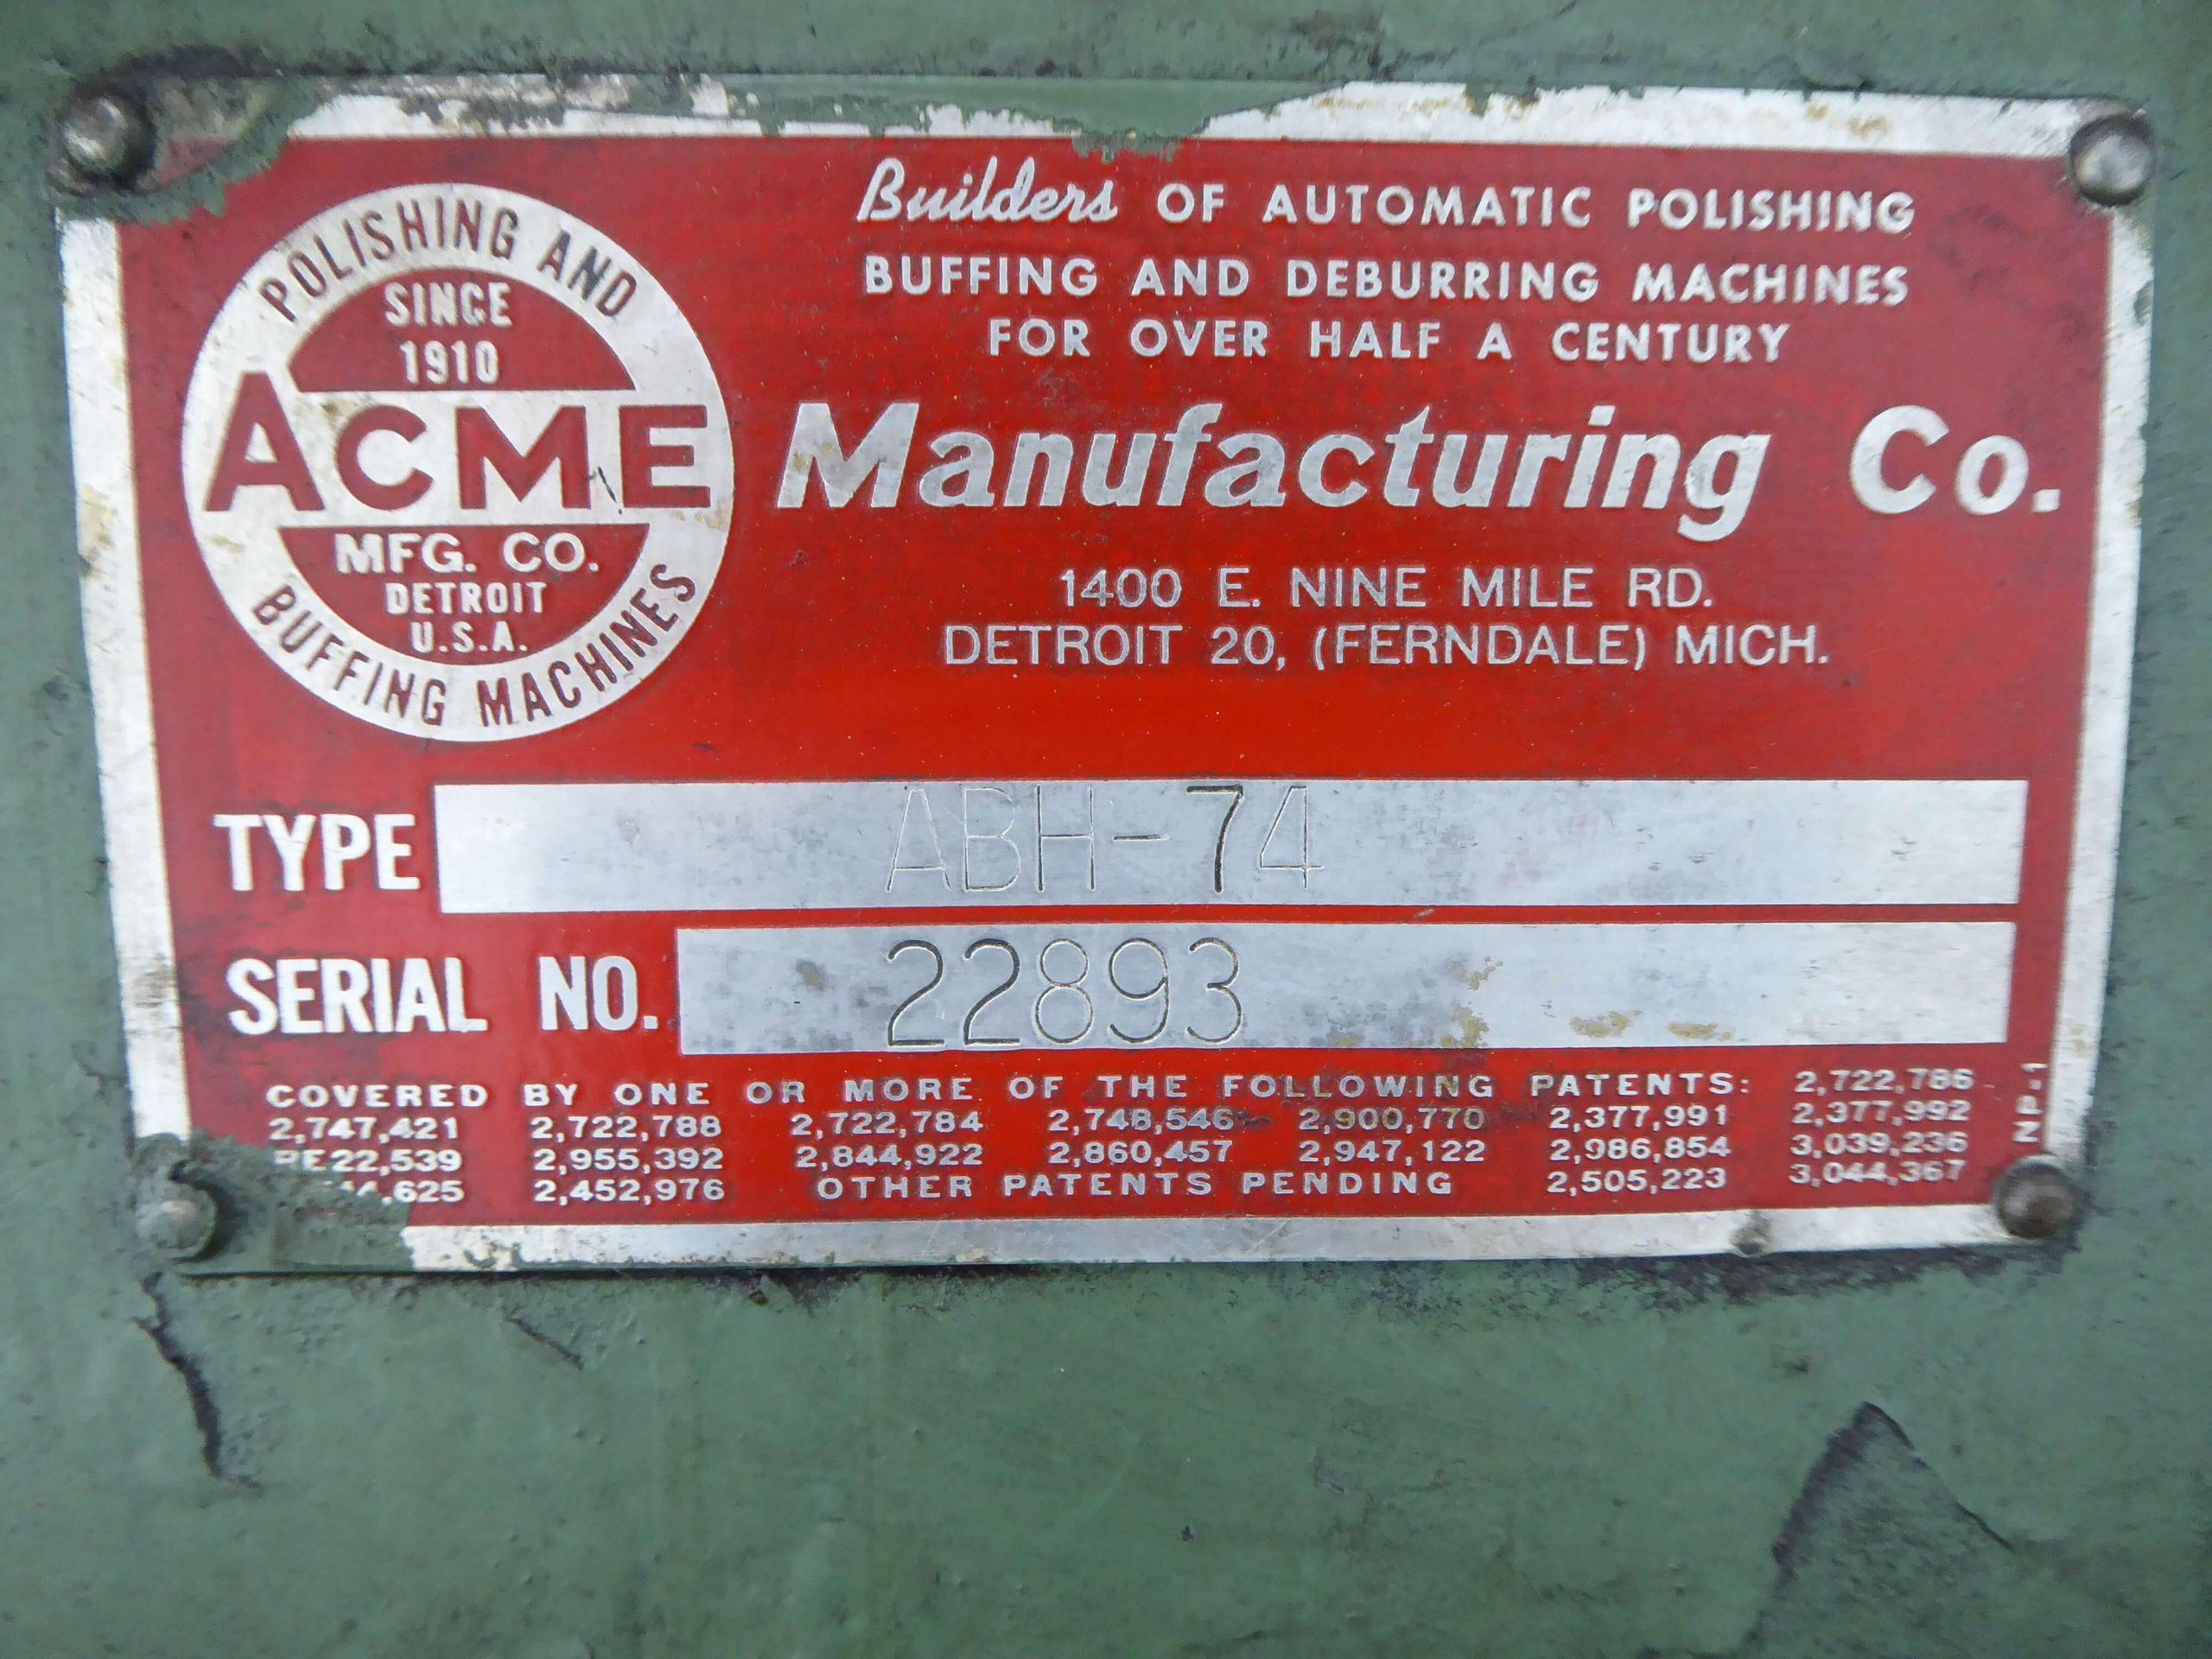 POLISHING AND
SINCE
1910
ACME
MFG. CO.
DETROIT
U.S.A.
BUFFING MACHINES
Builders OF AUTOMATIC POLISHING
BUFFING AND DEBURRING MACHINES
FOR OVER HALF A CENTURY
Manufacturing Co.
1400 E. NINE MILE RD.
DETROIT 20, (FERNDALE) MICH.
TYPE ABH-74
SERIAL NO. 22893
COVERED BY ONE OR MORE OF THE FOLLOWING PATENTS: 2,722,786
2,747,421 2,722,788 2,722,784 2,748,546 2,900,770 2,377,991 2,377,992
RE22,539 2,955,392 2,844,922 2,860,457 2,947,122 2,986,854 3,039,236
2,452,976 OTHER PATENTS PENDING 2,505,223 3,044,367
NP-1